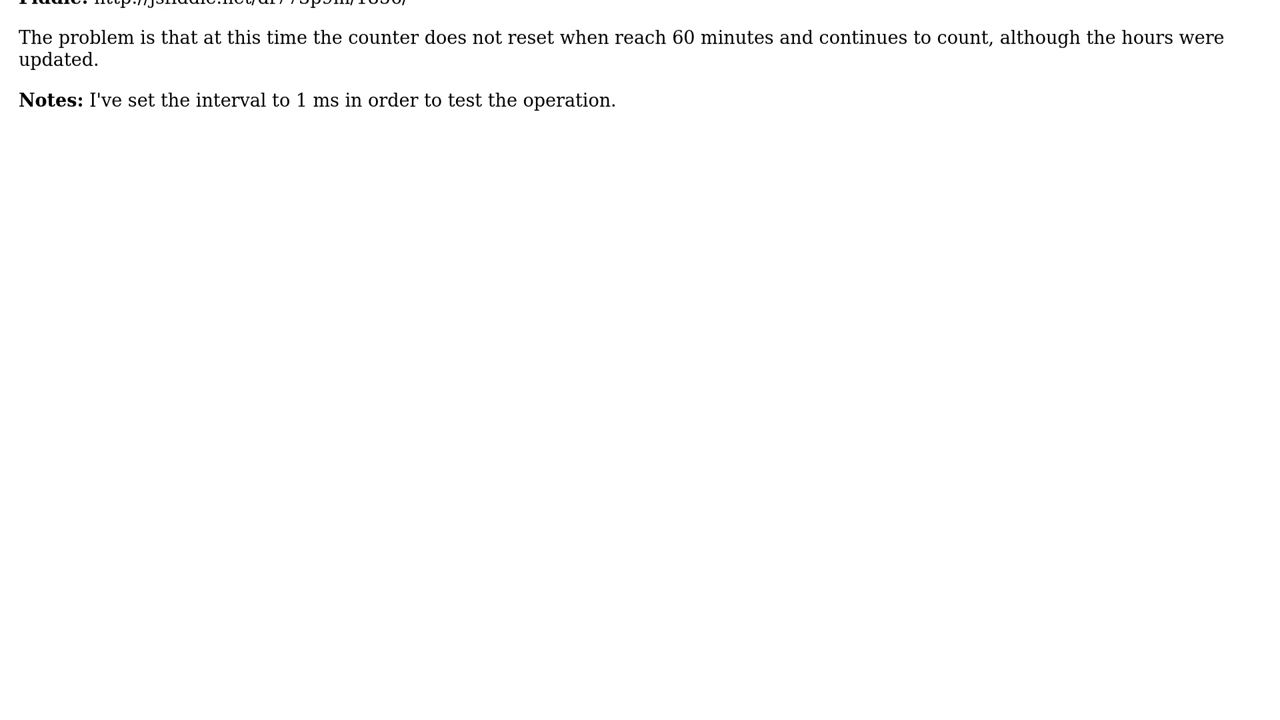 The problem is that at this time the counter does not reset when reach 60 minutes and continues to count, although the hours were
updated.
Notes: I've set the interval to 1 ms in order to test the operation.